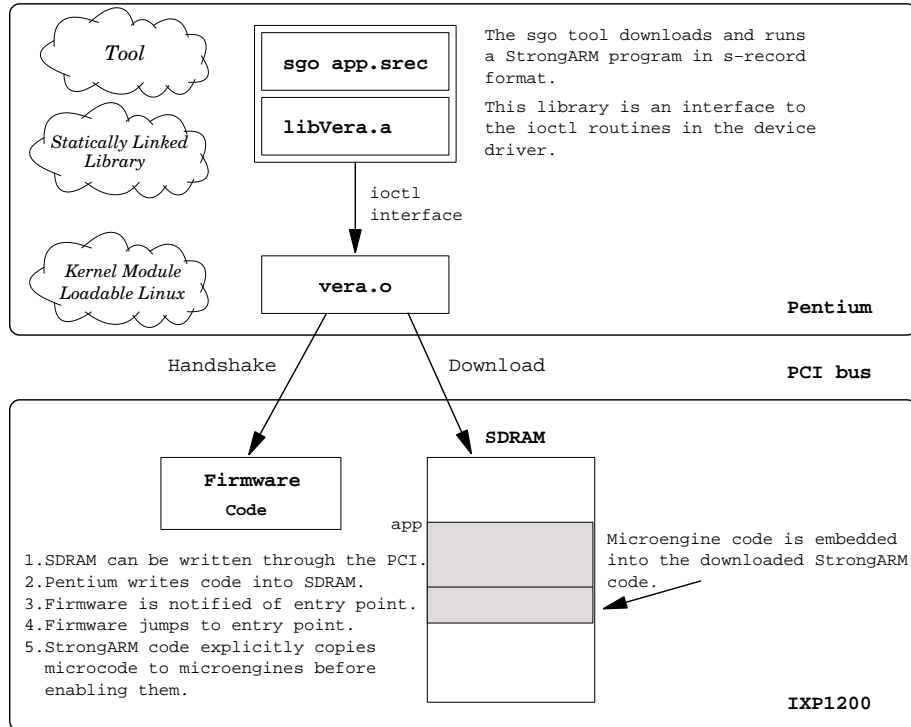 Tool
sgo app.srec
The sgo tool downloads and runs
a StrongARM program in s-record
format.
Statically Linked
Library
libVera.a
This library is an interface to
the ioctl routines in the device
driver.
ioctl
interface
Kernel Module
Loadable Linux
vera.o
Pentium
Handshake
Download
PCI bus
SDRAM
Firmware
Code
app
Microengine code is embedded
into the downloaded StrongARM
code.
1.SDRAM can be written through the PCI.
2.Pentium writes code into SDRAM.
3.Firmware is notified of entry point.
4.Firmware jumps to entry point.
5.StrongARM code explicitly copies
microcode to microengines before
enabling them.
IXP1200